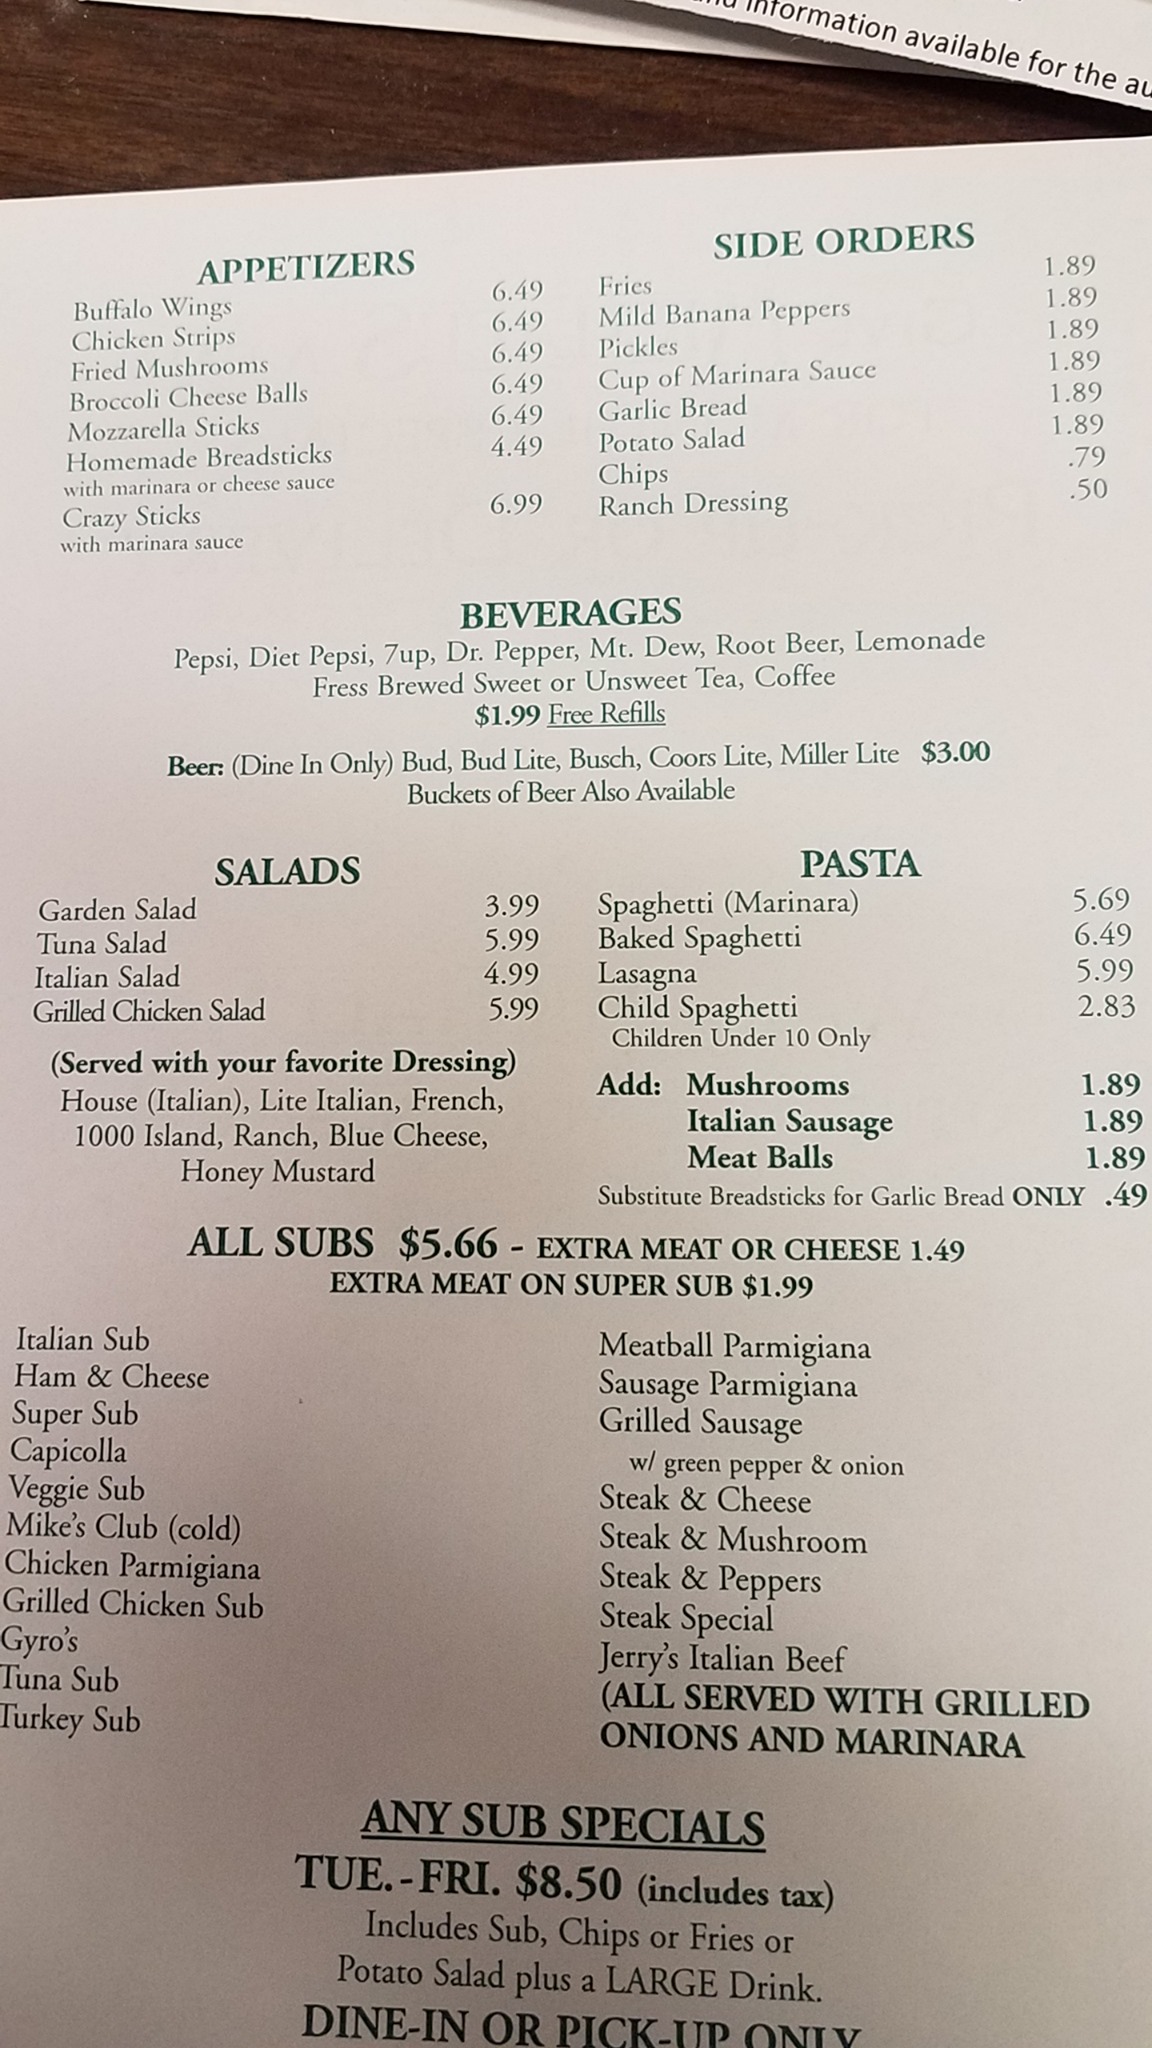 information available for the
APPETIZERS
Buffalo Wings 6.49
Chicken Strips 6.49
Fried Mushrooms 6.49
Broccoli Cheese Balls 6.49
Mozzarella Sticks 6.49
Homemade Breadsticks 4.49
with marinara or cheese sauce
Crazy Sticks 6.99
with marinara sauce
SIDE ORDERS
Fries 1.89
Mild Banana Peppers 1.89
Pickles 1.89
Cup of Marinara Sauce 1.89
Garlic Bread 1.89
Potato Salad 1.89
Chips .79
Ranch Dressing .50
BEVERAGES
Pepsi, Diet Pepsi, 7up, Dr. Pepper, Mt. Dew, Root Beer, Lemonade
Fress Brewed Sweet or Unsweet Tea, Coffee
$1.99 Free Refills
Beer: (Dine In Only) Bud, Bud Lite, Busch, Coors Lite, Miller Lite $3.00
Buckets of Beer Also Available
SALADS
Garden Salad 3.99
Tuna Salad 5.99
Italian Salad 4.99
Grilled Chicken Salad 5.99
(Served with your favorite Dressing)
House (Italian), Lite Italian, French,
1000 Island, Ranch, Blue Cheese,
Honey Mustard
PASTA
Spaghetti (Marinara) 5.69
Baked Spaghetti 6.49
Lasagna 5.99
Child Spaghetti 2.83
Children Under 10 Only
Add: Mushrooms 1.89
Italian Sausage 1.89
Meat Balls 1.89
Substitute Breadsticks for Garlic Bread ONLY .49
ALL SUBS $5.66 - EXTRA MEAT OR CHEESE 1.49
EXTRA MEAT ON SUPER SUB $1.99
Italian Sub
Ham & Cheese
Super Sub
Capicolla
Veggie Sub
Mike's Club (cold)
Chicken Parmigiana
Grilled Chicken Sub
Gyro's
Tuna Sub
Turkey Sub
Meatball Parmigiana
Sausage Parmigiana
Grilled Sausage
w/ green pepper & onion
Steak & Cheese
Steak & Mushroom
Steak & Peppers
Steak Special
Jerry's Italian Beef
(ALL SERVED WITH GRILLED
ONIONS AND MARINARA
ANY SUB SPECIALS
TUE.-FRI. $8.50 (includes tax)
Includes Sub, Chips or Fries or
Potato Salad plus a LARGE Drink.
DINE-IN OR PICK-UP ONLY